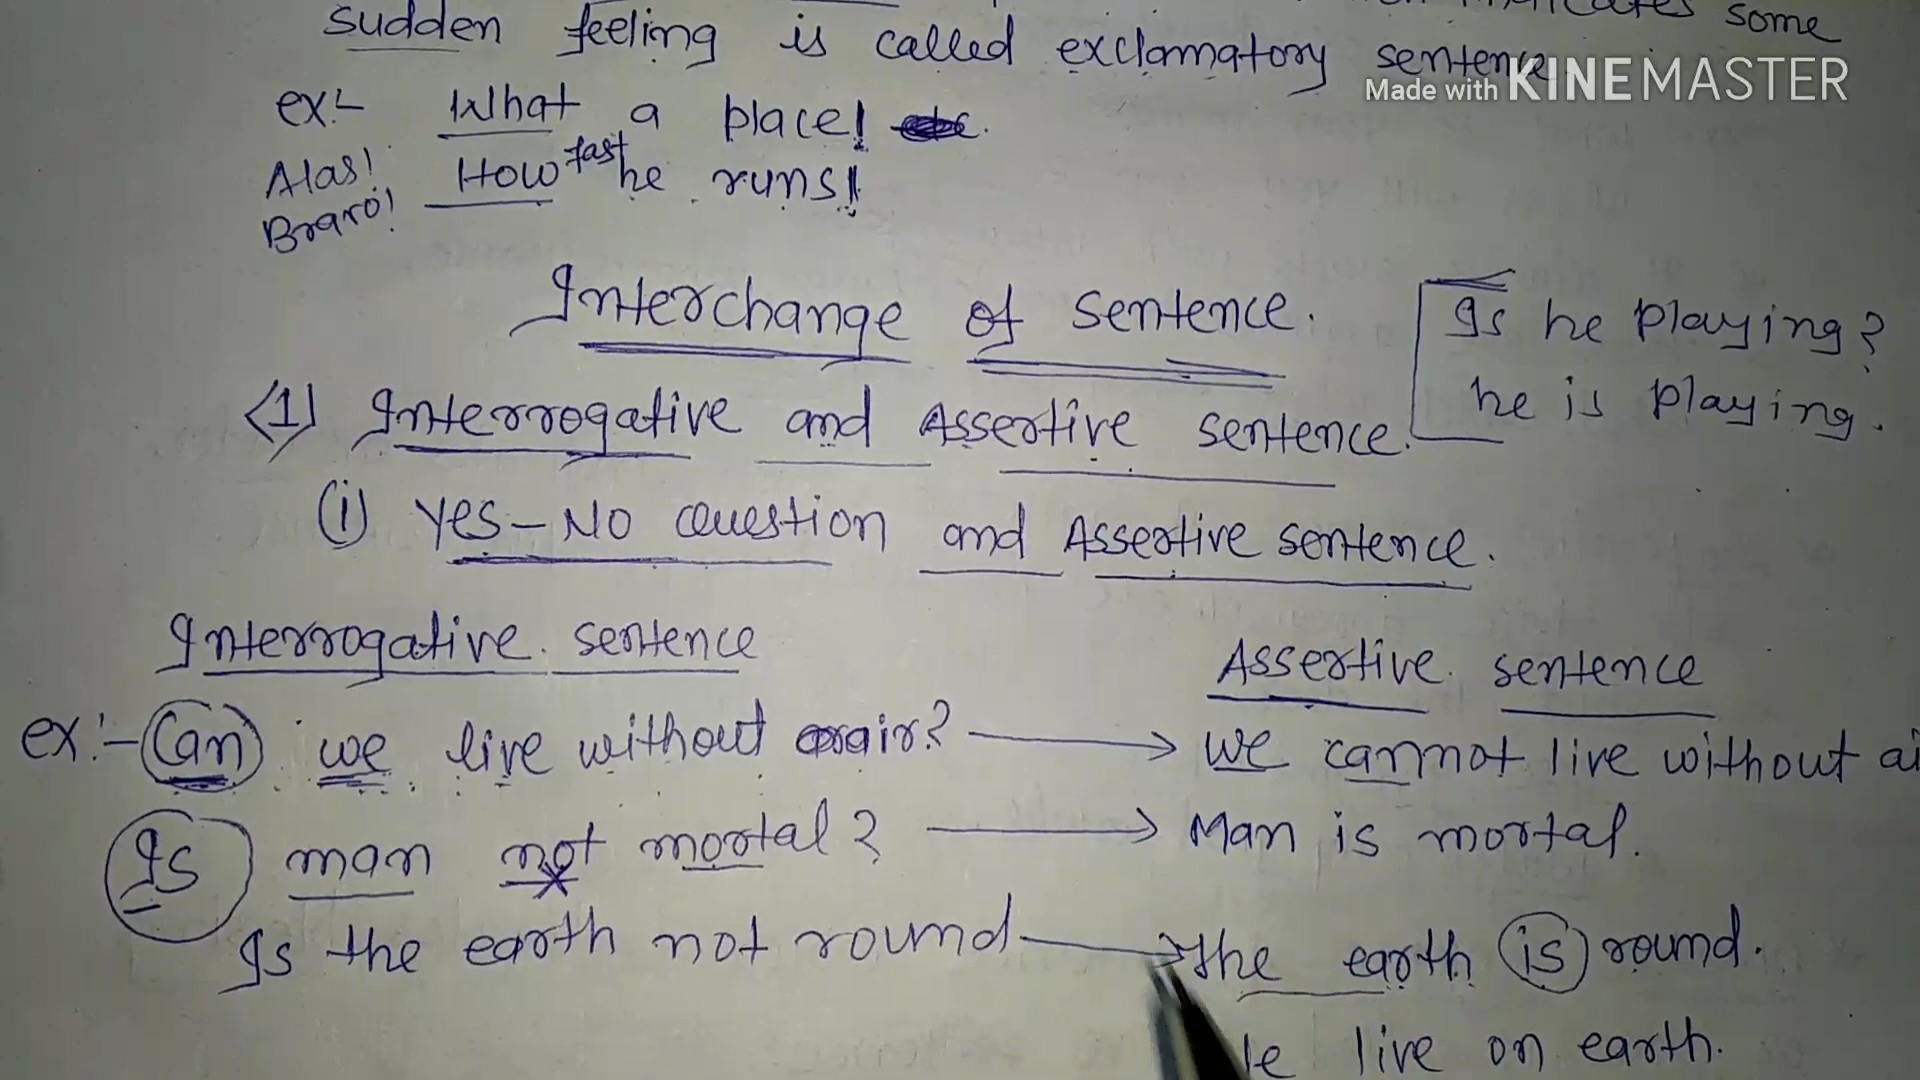 indicates some
sudden feeling is called exclamatory sentence.
Made with KINEMASTER
ex:- What a place!
Alas! How fast he runs!
Bravo!
Interchange of sentence.
Is he playing?
he is playing.
(1) Interrogative and Assertive sentence.
(i) Yes-No question and Assertive sentence.
Interrogative sentence
Assertive sentence
ex:- Can we live without air? → we cannot live without ai
Is man not mortal? → Man is mortal.
Is the earth not round → the earth is round.
live on earth.